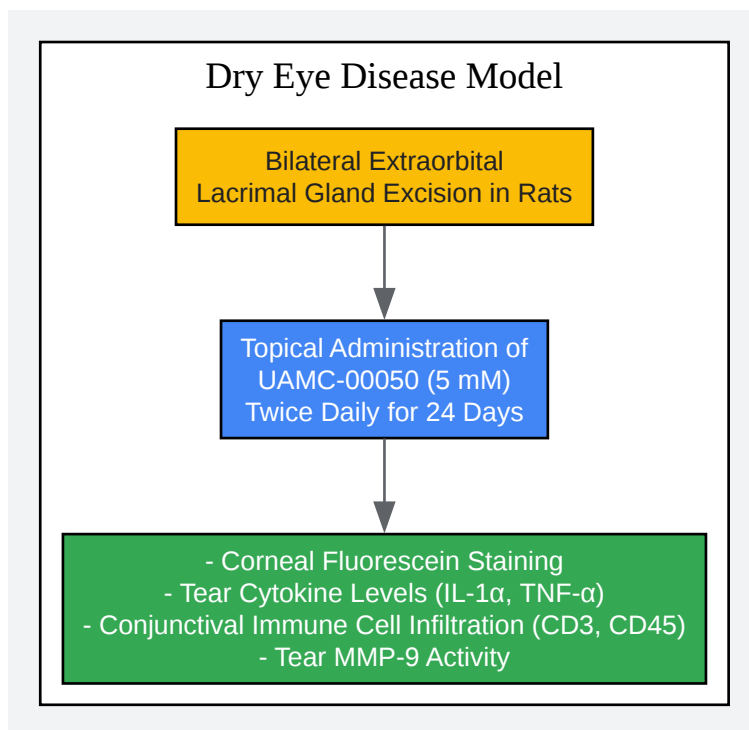 Dry Eye Disease Model
Bilateral Extraorbital
Lacrimal Gland Excision in Rats
Topical Administration of
UAMC-00050 (5 mM)
Twice Daily for 24 Days
- Corneal Fluorescein Staining
- Tear Cytokine Levels (IL-1α, TNF-α)
- Conjunctival Immune Cell Infiltration (CD3, CD45)
- Tear MMP-9 Activity